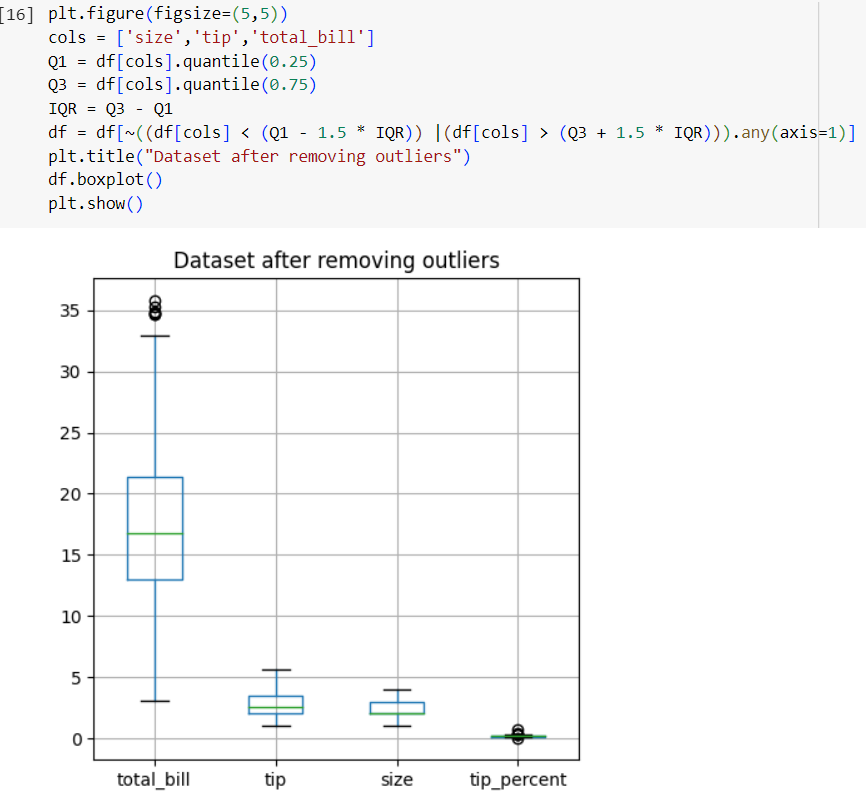 [16] plt.figure(figsize=(5,5))
cols = ['size','tip','total_bill']
Q1 = df[cols].quantile(0.25)
Q3 = df[cols].quantile(0.75)
IQR = Q3 - Q1
df = df[~((df[cols] < (Q1 - 1.5 * IQR)) |(df[cols] > (Q3 + 1.5 * IQR))).any(axis=1)]
plt.title("Dataset after removing outliers")
df.boxplot()
plt.show()
Dataset after removing outliers
35
30
25
20
15
10
5
0
total_bill tip size tip_percent